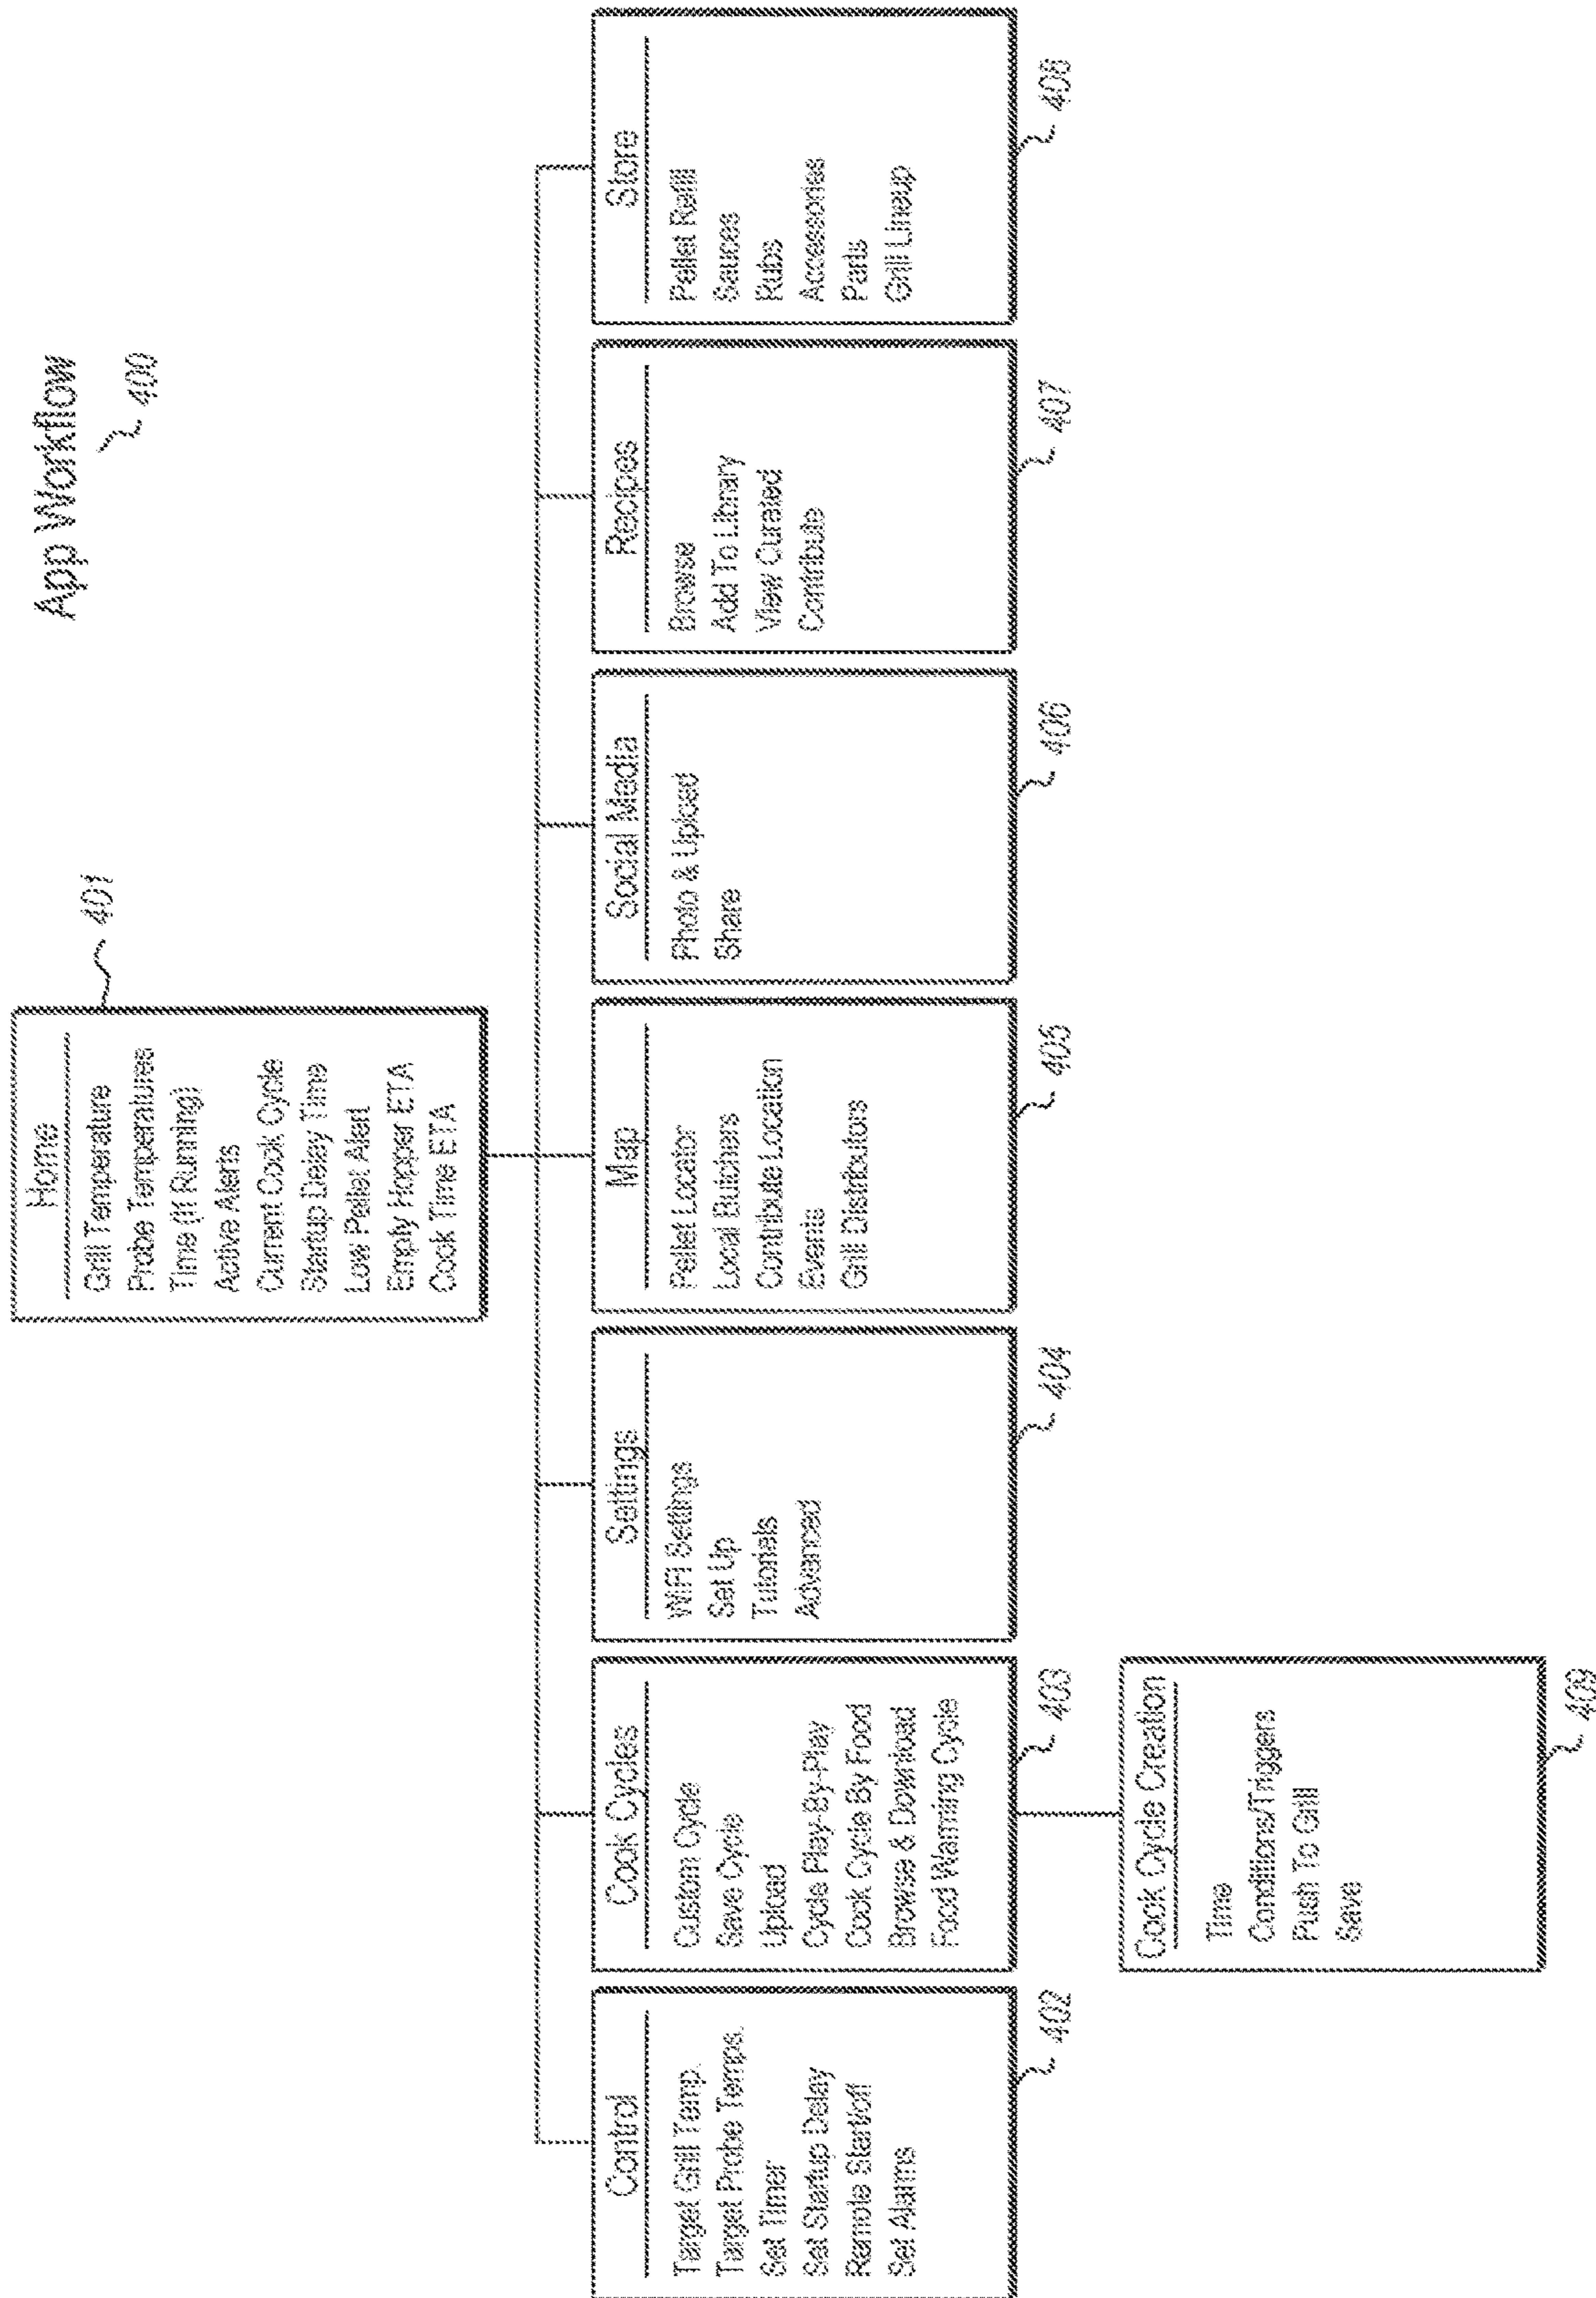 App Workflow
400
Home
Grill Temperature
Probe Temperatures
Time (If Running)
Active Alerts
Current Cook Cycle
Startup Delay Time
Low Pellet Alert
Empty Hopper ETA
Cook Time ETA
401
Control
Target Grill Temp.
Target Probe Temps.
Set Timer
Set Startup Delay
Remote Start/off
Set Alarms
402
Cook Cycles
Custom Cycle
Save Cycle
Upload
Cycle Play-By-Play
Cook Cycle By Food
Browse & Download
Food Warming Cycle
403
Settings
WiFi Settings
Set Up
Tutorials
Advanced
404
Map
Pellet Locator
Local Butchers
Contribute Location
Events
Grill Distributors
405
Social Media
Photo & Upload
Share
406
Recipes
Browse
Add To Library
View Curated
Contribute
407
Store
Pellet Refill
Sauces
Rubs
Accessories
Parts
Grill Lineup
408
Cook Cycle Creation
Time
Conditions/Triggers
Push To Grill
Save
409